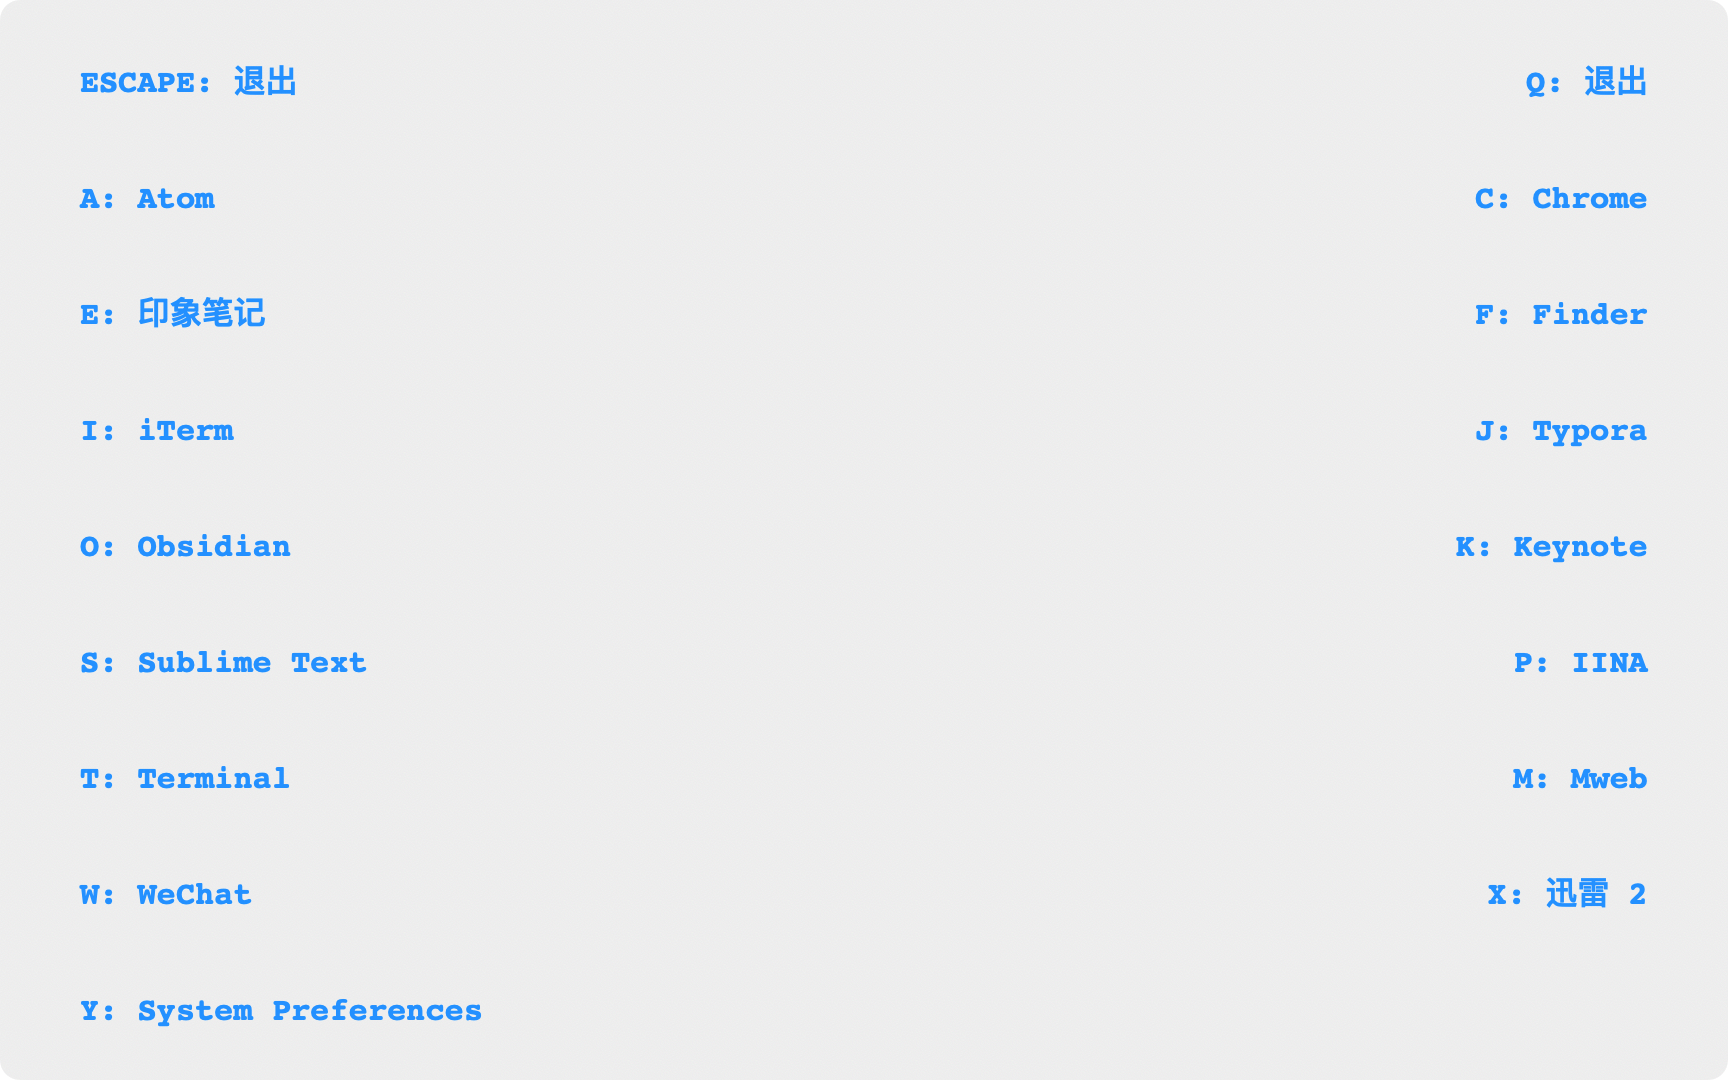 ESCAPE: 退出 Q: 退出
A: Atom C: Chrome
E: 印象笔记 F: Finder
I: iTerm J: Typora
O: Obsidian K: Keynote
S: Sublime Text P: IINA
T: Terminal M: Mweb
W: WeChat X: 迅雷 2
Y: System Preferences